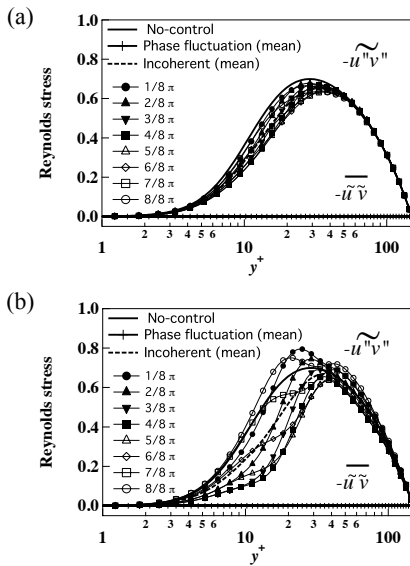 (a)
No-control
Phase fluctuation (mean)
Incoherent (mean)
1/8 π
2/8 π
3/8 π
4/8 π
5/8 π
6/8 π
7/8 π
8/8 π
-u"v"
-ũṽ
Reynolds stress
1.0
0.8
0.6
0.4
0.2
0.0
1 2 3 4 5 6 10 2 3 4 5 6 100
y+
(b)
No-control
Phase fluctuation (mean)
Incoherent (mean)
1/8 π
2/8 π
3/8 π
4/8 π
5/8 π
6/8 π
7/8 π
8/8 π
-u"v"
-ũṽ
Reynolds stress
1.0
0.8
0.6
0.4
0.2
0.0
1 2 3 4 5 6 10 2 3 4 5 6 100
y+